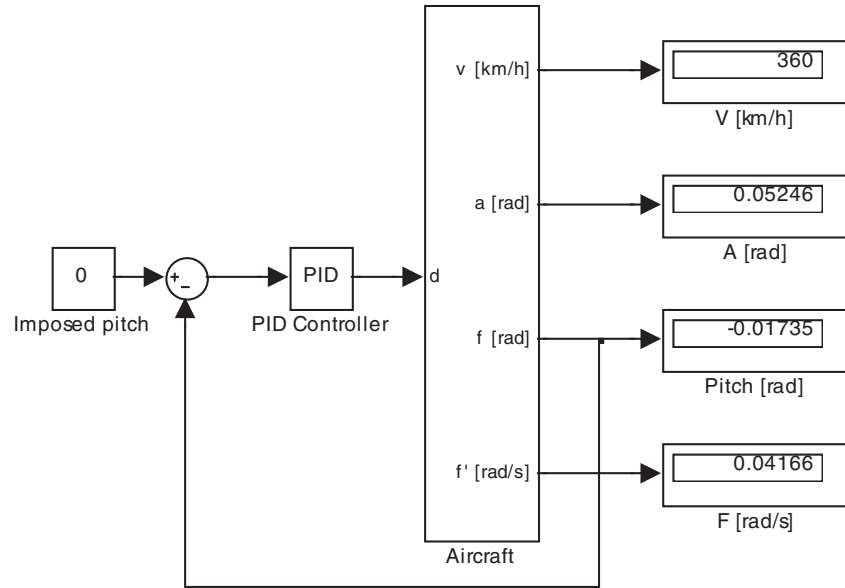 v [km/h]
360
V [km/h]
a [rad]
0.05246
A [rad]
0
+
−
PID
d
Imposed pitch
PID Controller
f [rad]
-0.01735
Pitch [rad]
f' [rad/s]
0.04166
F [rad/s]
Aircraft